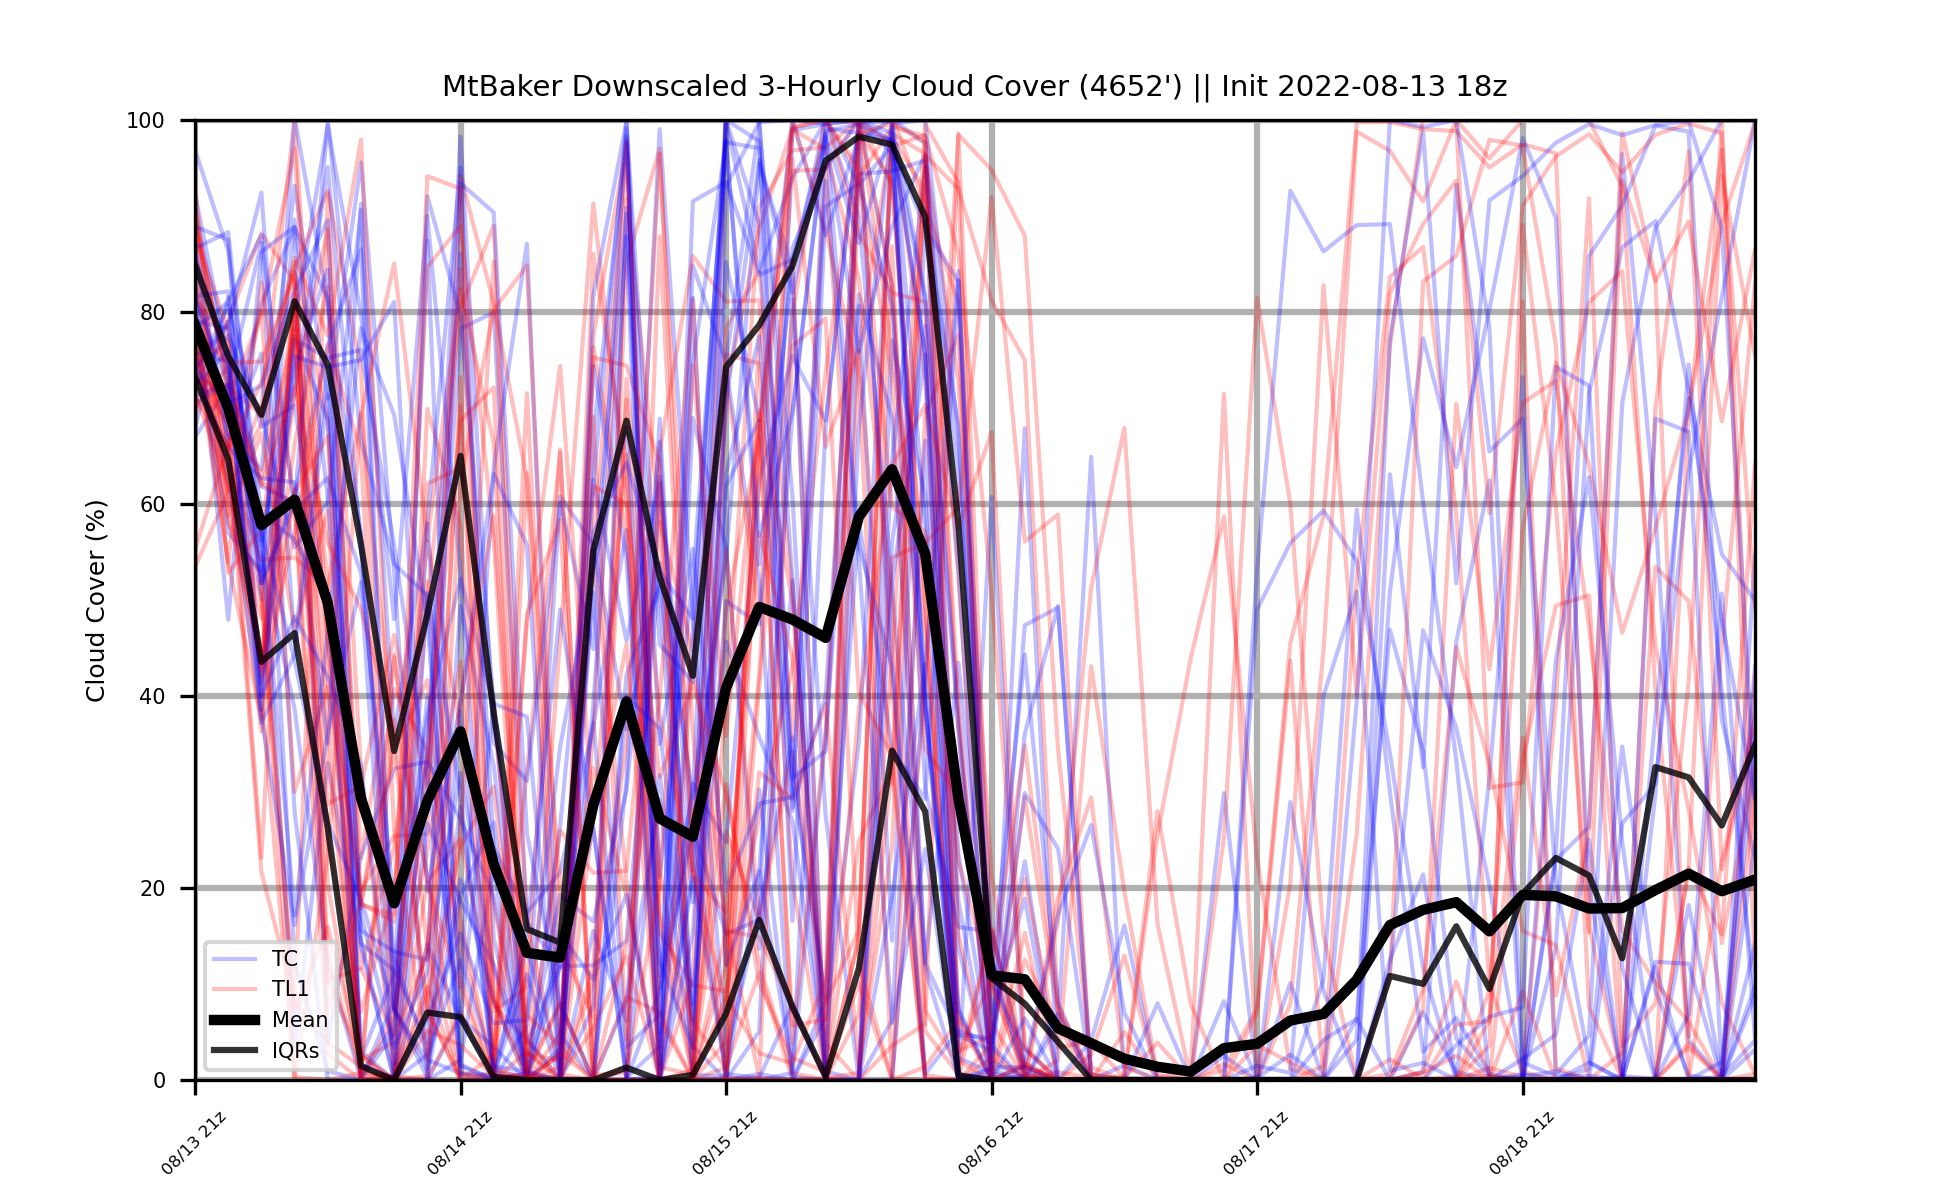 MtBaker Downscaled 3-Hourly Cloud Cover (4652') || Init 2022-08-13 18z
100
80
60
40
20
0
Cloud Cover (%)
TC
TL1
Mean
IQRs
08/13 21z
08/14 21z
08/15 21z
08/16 21z
08/17 21z
08/18 21z